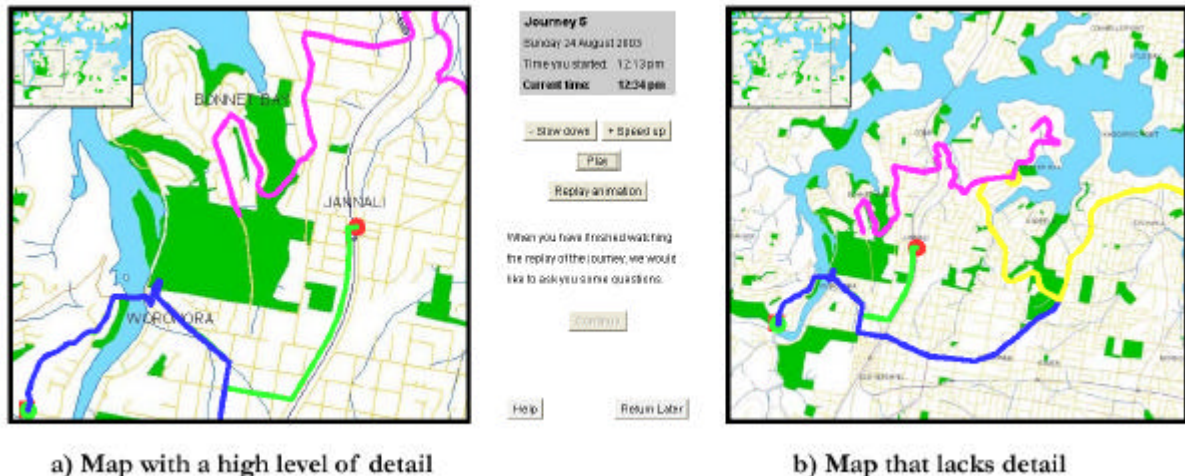 BONNET BAY
JANNALI
WORONORA
a) Map with a high level of detail
Journey 5
Sunday 24 August 2003
Time you started: 12:13 pm
Current time: 12:34 pm
- Slow down
+ Speed up
Play
Replay animation
When you have finished watching
the replay of the journey, we would
like to ask you some questions.
Continue
Help
Return Later
b) Map that lacks detail